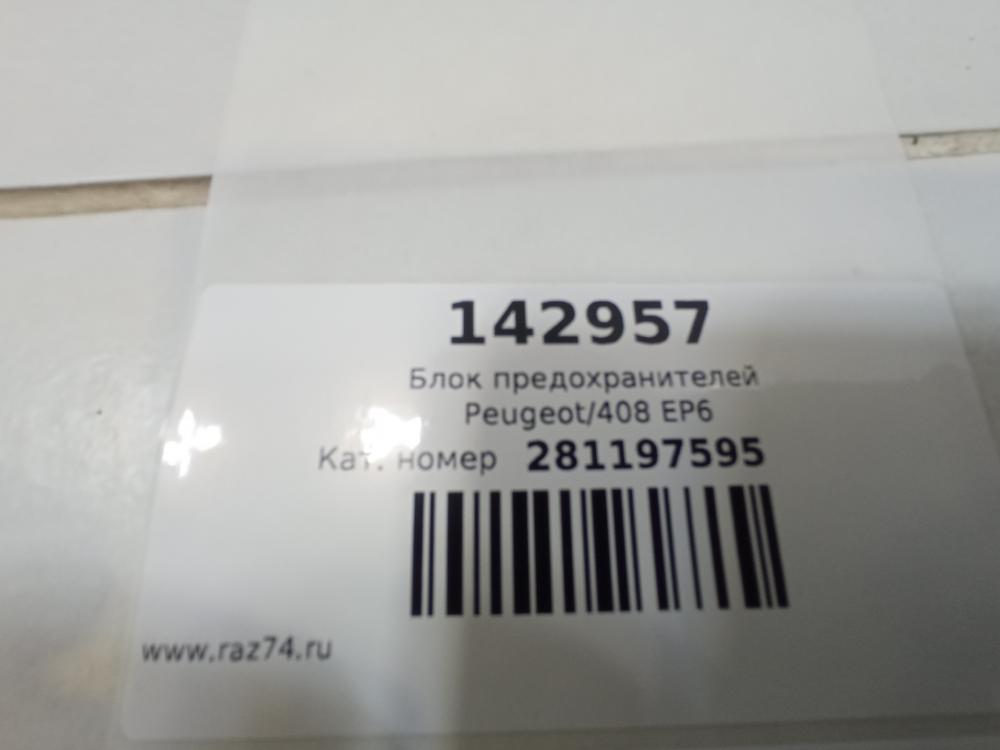 142957
Блок предохранителей
Peugeot/408 EP6
Кат. номер 281197595
www.raz74.ru